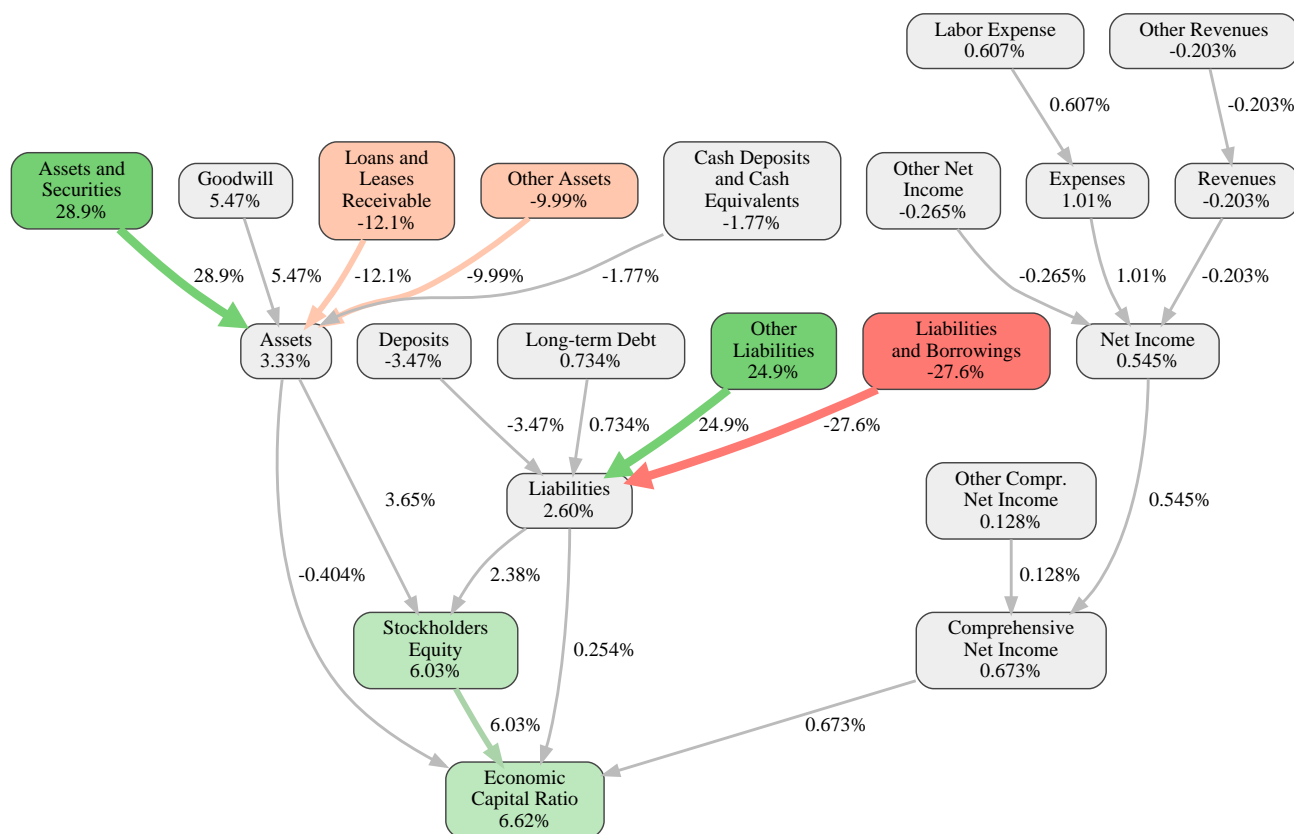 Labor Expense
0.607%
Other Revenues
-0.203%
0.607%
-0.203%
Assets and
Securities
28.9%
Goodwill
5.47%
Loans and
Leases
Receivable
-12.1%
Other Assets
-9.99%
Cash Deposits
and Cash
Equivalents
-1.77%
Other Net
Income
-0.265%
Expenses
1.01%
Revenues
-0.203%
28.9%
5.47%
-12.1%
-9.99%
-1.77%
-0.265%
1.01%
-0.203%
Assets
3.33%
Deposits
-3.47%
Long-term Debt
0.734%
Other
Liabilities
24.9%
Liabilities
and Borrowings
-27.6%
Net Income
0.545%
-3.47%
0.734%
24.9%
-27.6%
3.65%
Liabilities
2.60%
Other Compr.
Net Income
0.128%
0.545%
-0.404%
2.38%
0.128%
0.254%
Stockholders
Equity
6.03%
Comprehensive
Net Income
0.673%
6.03%
0.673%
Economic
Capital Ratio
6.62%